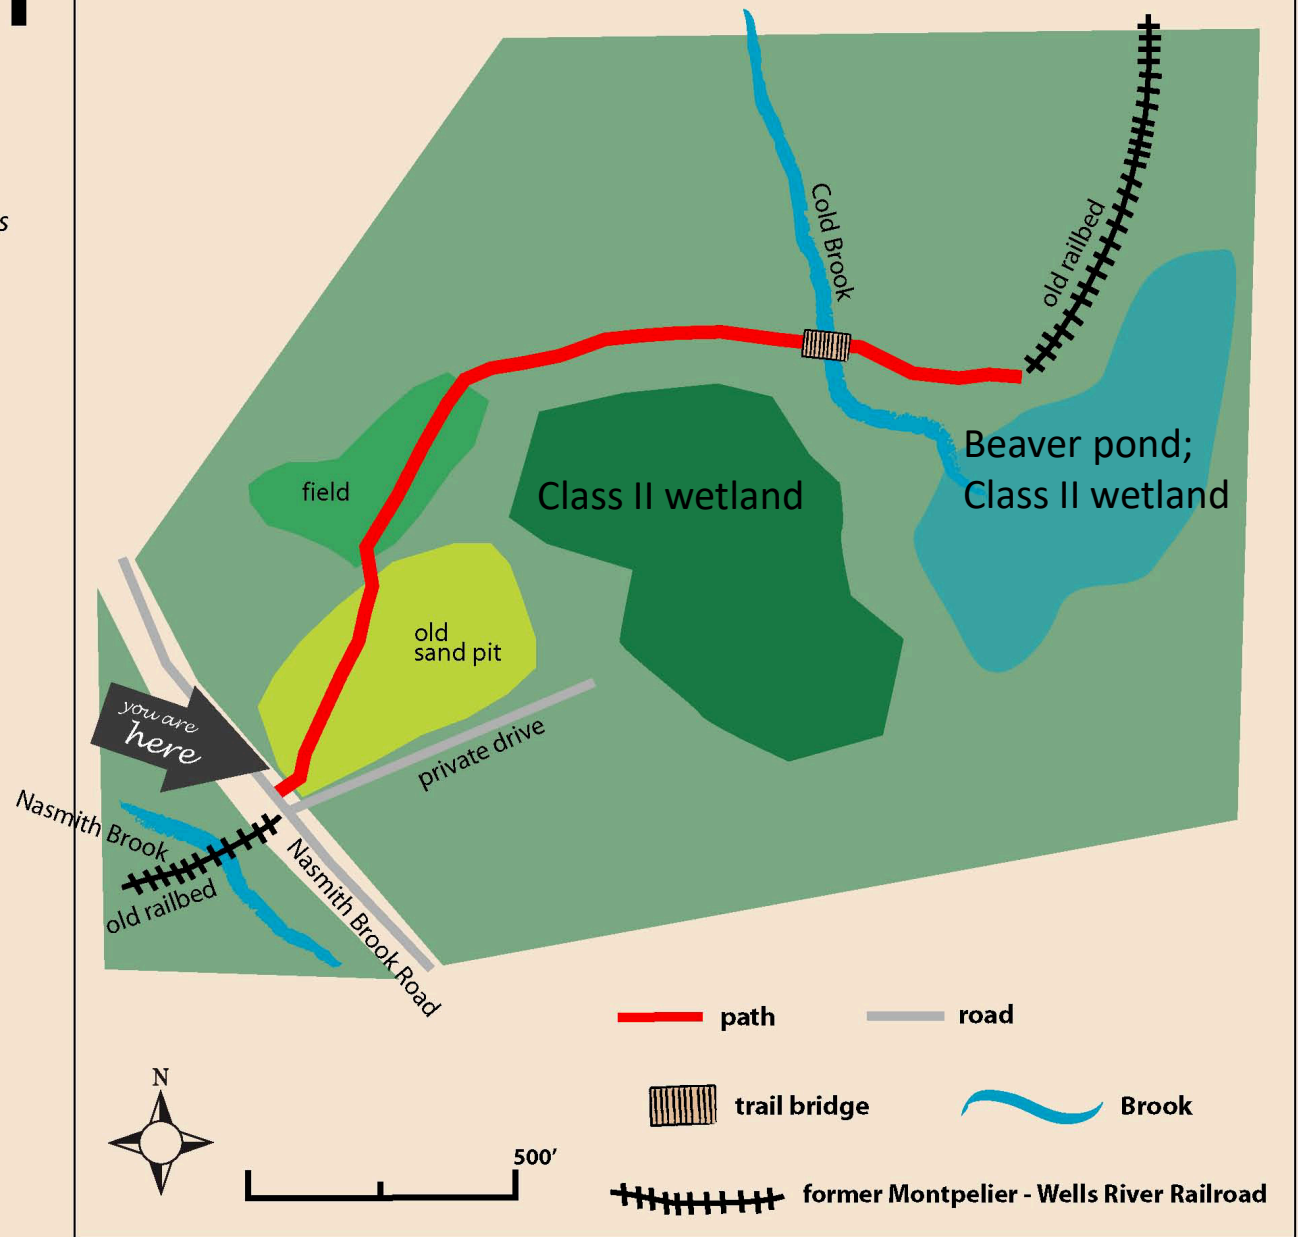 s
Cold Brook
old railbed
field
Class II wetland
Beaver pond;
Class II wetland
old
sand pit
you are
here
private drive
Nasmith Brook
old railbed
Nasmith Brook Road
path
road
N
trail bridge
Brook
500’
former Montpelier - Wells River Railroad